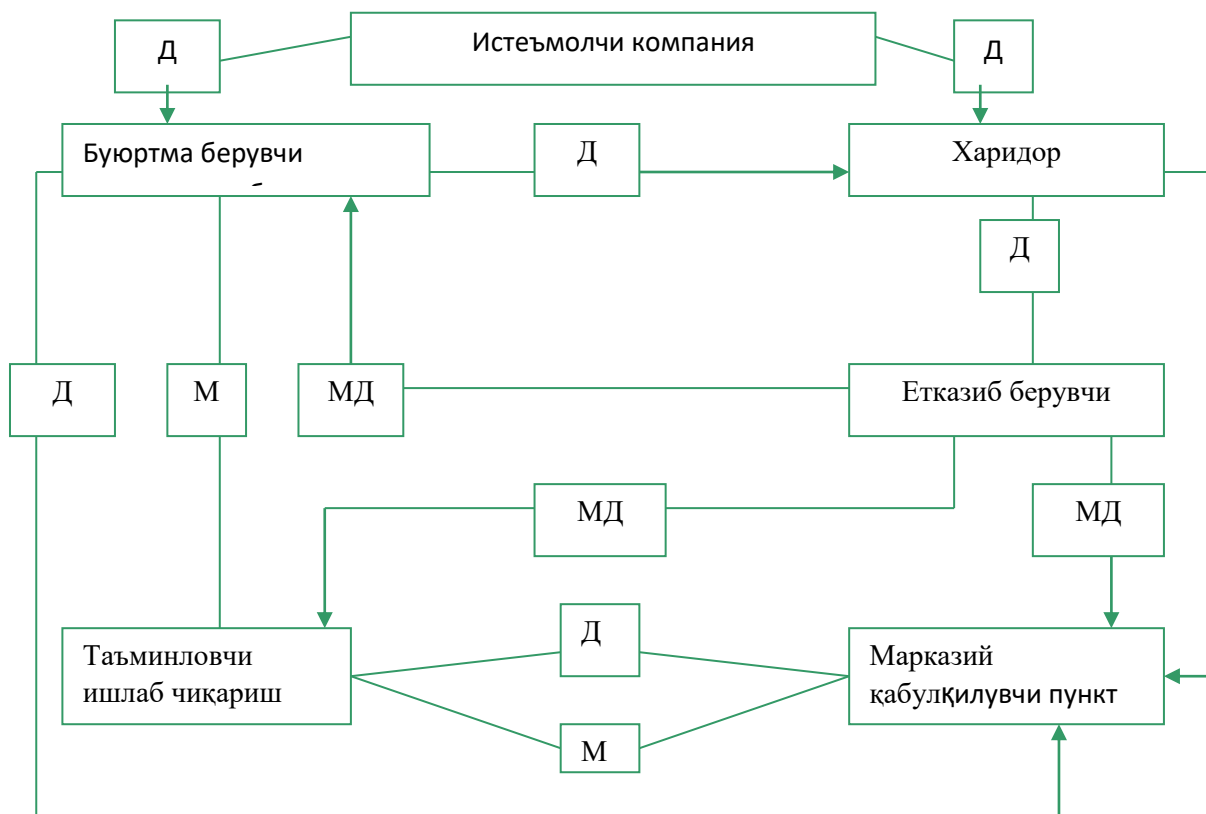 Д
Истеъмолчи компания
Д
Буюртма берувчи
Д
Харидор
Д
Д
М
МД
Етказиб берувчи
МД
МД
Таъминловчи
ишлаб чиқариш
Д
М
Марказий
қабулқилувчи пункт